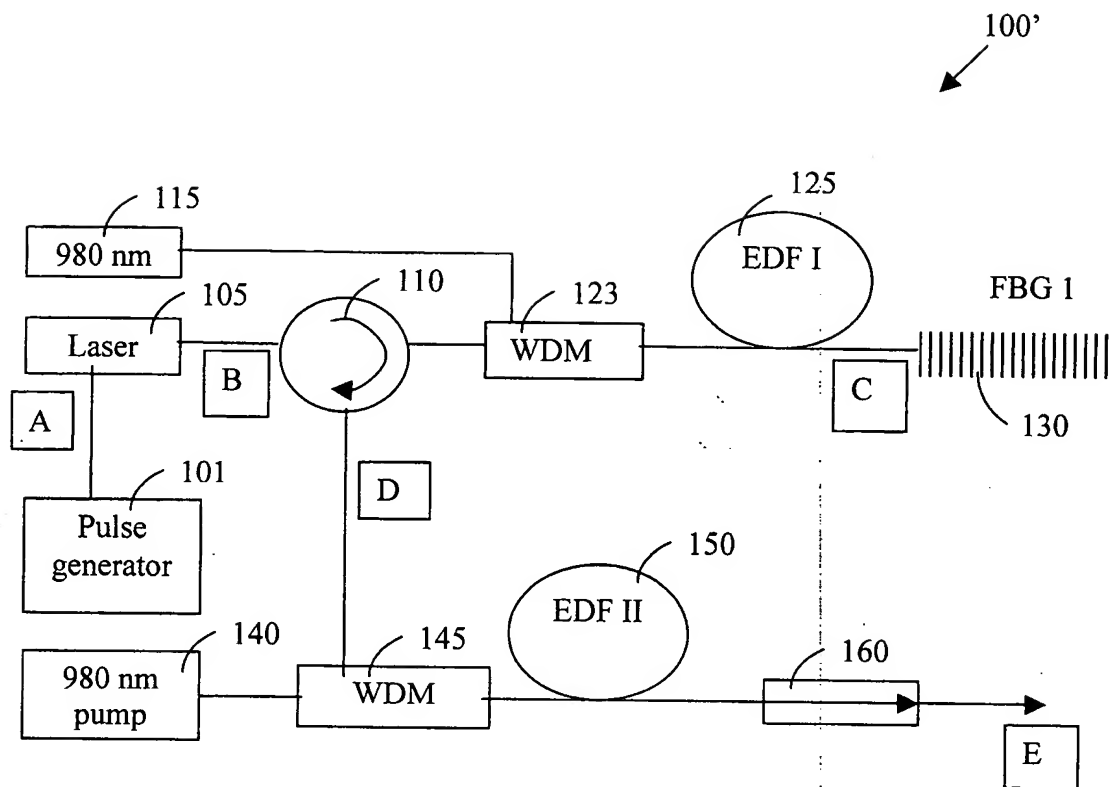 100’
115
980 nm
125
EDF I
FBG 1
105
Laser
110
123
WDM
B
C
130
A
101
Pulse
generator
D
150
EDF II
140
980 nm
pump
145
WDM
160
E